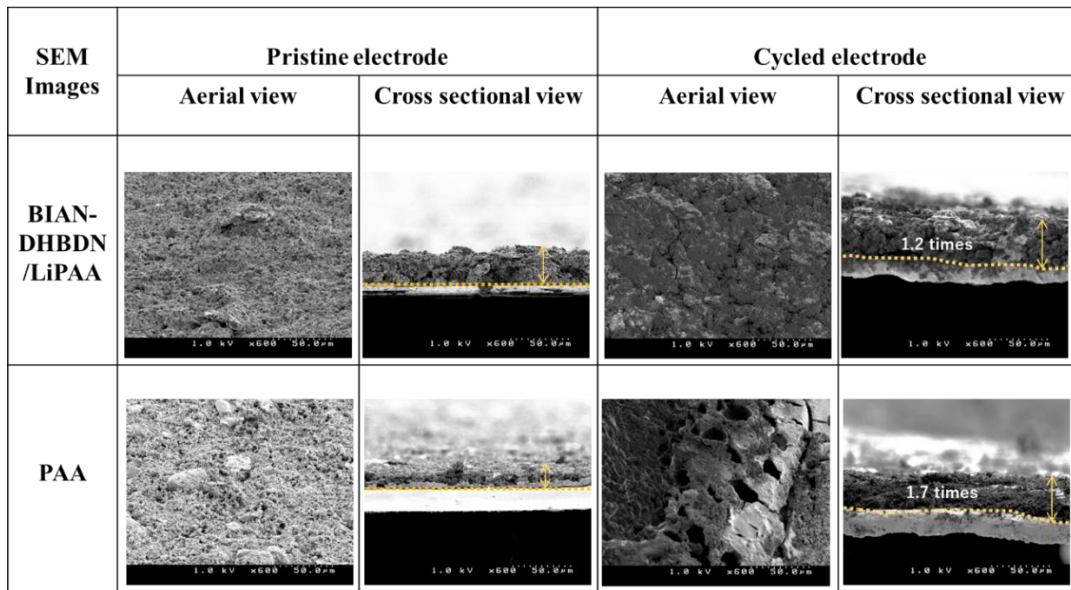 SEM
Images
Pristine electrode
Cycled electrode
Aerial view
Cross sectional view
Aerial view
Cross sectional view
BIAN-
DHBDN
/LiPAA
1.2 times
1.0 kV x600 50.0μm
1.0 kV x600 50.0μm
1.0 kV x600 50.0μm
1.0 kV x600 50.0μm
PAA
1.7 times
1.0 kV x600 50.0μm
1.0 kV x600 50.0μm
1.0 kV x600 50.0μm
1.0 kV x600 50.0μm